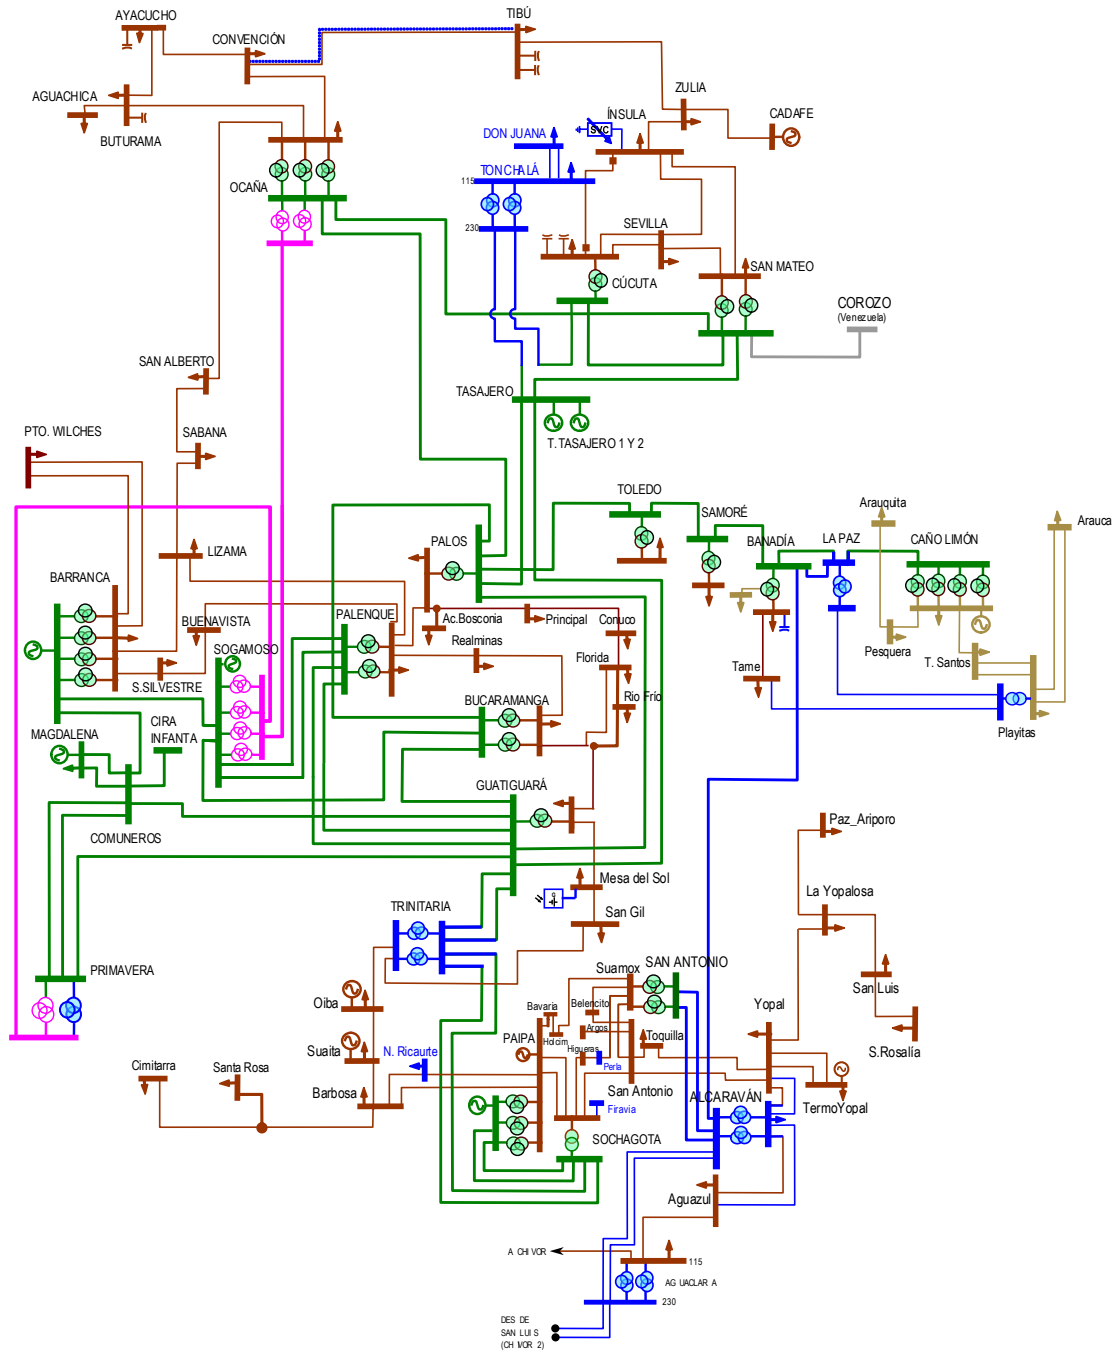 AYACUCHO
CONVENCIÓN
TIBÚ
AGUACHICA
BUTURAMA
ZULIA
ÍNSULA
CADAFE
SVC
DON JUANA
TONCHALÁ
115
230
OCAÑA
SEVILLA
CÚCUTA
SAN MATEO
COROZO
(Venezuela)
SAN ALBERTO
TASAJERO
T. TASAJERO 1 Y 2
PTO. WILCHES
SABANA
TOLEDO
SAMORÉ
BANADÍA
LA PAZ
CAÑO LIMÓN
Arauquita
Arauca
LIZAMA
PALOS
BARRANCA
BUENAVISTA
PALENQUE
Ac.Bosconia
Principal
Conuco
Realminas
Florida
Pesquera
T. Santos
Tame
Playitas
SOGAMOSO
S.SILVESTRE
Rio Frío
BUCARAMANGA
MAGDALENA
CIRA
INFANTA
GUATIGUARÁ
COMUNEROS
Paz_Ariporo
Mesa del Sol
G
La Yopalosa
TRINITARIA
San Gil
PRIMAVERA
SAN ANTONIO
Suamox
San Luis
Oiba
Bavaria
Belencito
Yopal
PAIPA
Holcim
Argos
Toquilla
S.Rosalía
Suaita
Higueras
Perla
N. Ricaurte
Cimitarra
Santa Rosa
Barbosa
San Antonio
ALCARAVÁN
TermoYopal
Firavia
SOCHAGOTA
Aguazul
A CHIVOR
115
AGUACLARA
230
DESDE
SAN LUIS
(CHIVOR 2)